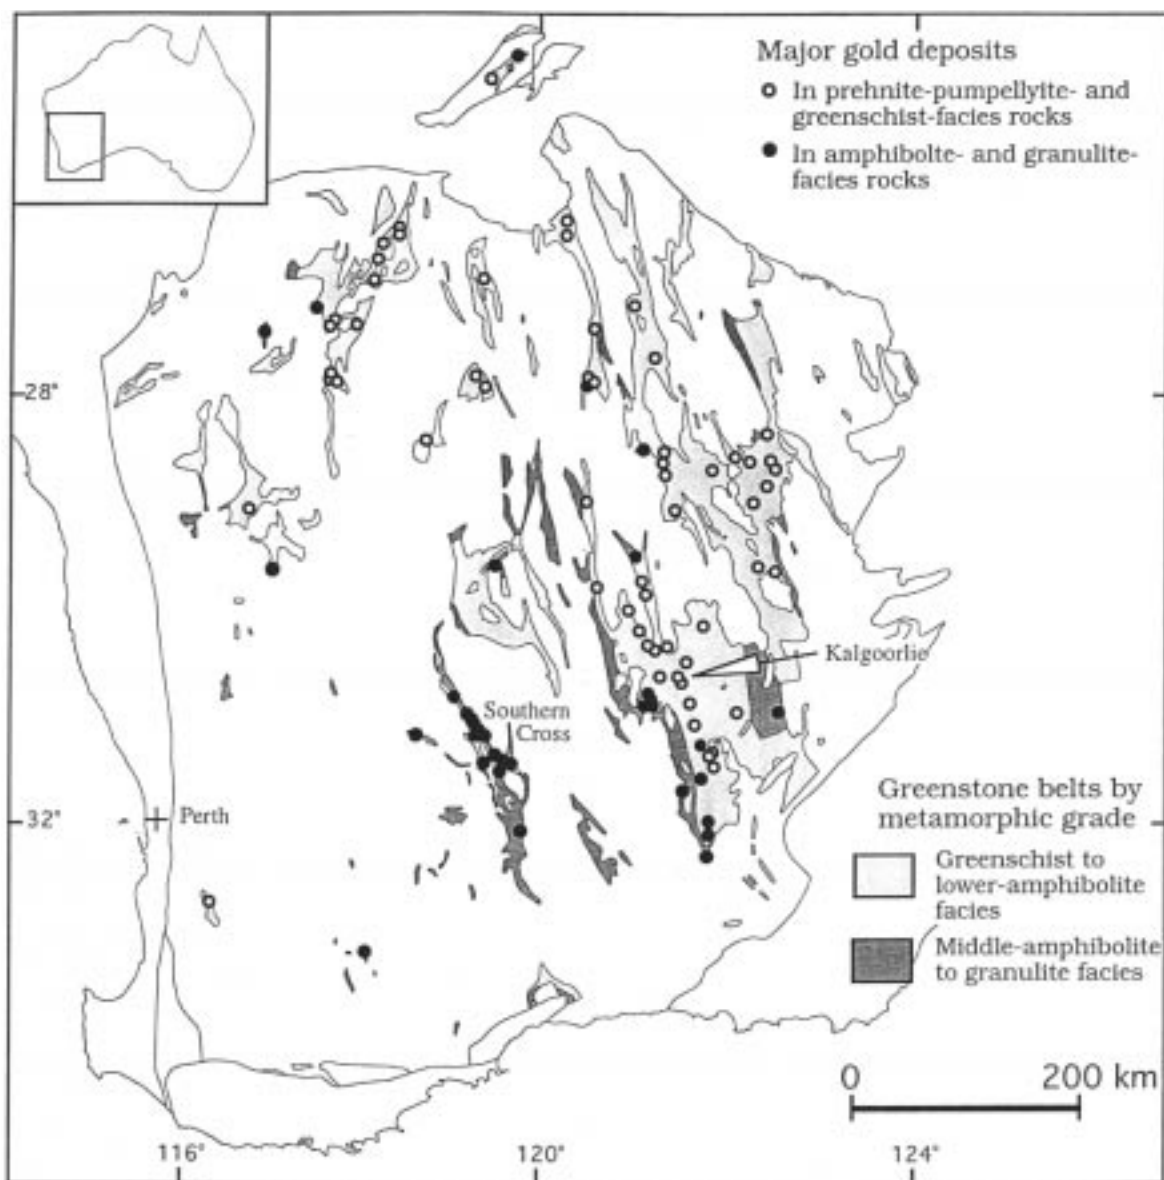 Major gold deposits
In prehnite-pumpellyite- and
greenschist-facies rocks
In amphibolte- and granulite-
facies rocks
28°
Kalgoorlie
Southern
Cross
32°
Perth
Greenstone belts by
metamorphic grade
Greenschist to
lower-amphibolite
facies
Middle-amphibolite
to granulite facies
0 200 km
116° 120° 124°